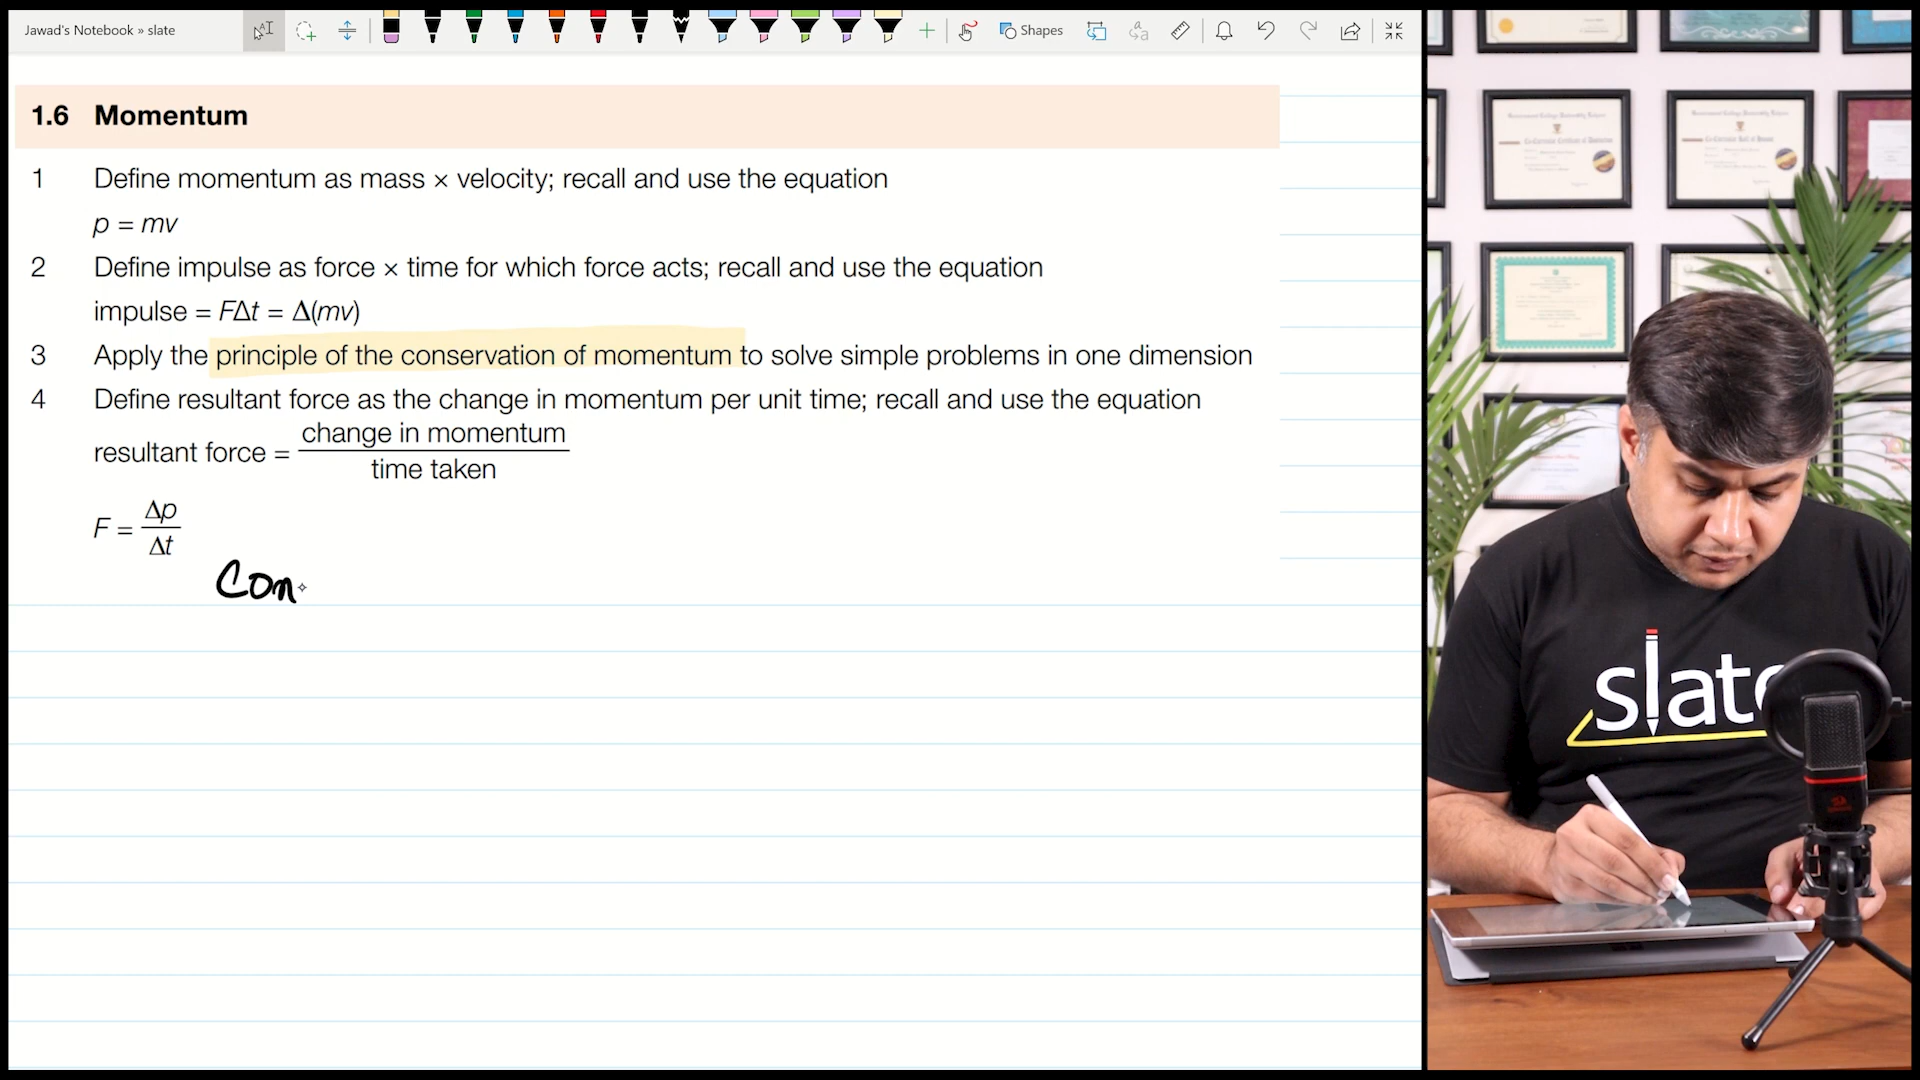 Jawad's Notebook » slate
Shapes
1.6 Momentum
1 Define momentum as mass × velocity; recall and use the equation
p = mv
2 Define impulse as force × time for which force acts; recall and use the equation
impulse = FΔt = Δ(mv)
3 Apply the principle of the conservation of momentum to solve simple problems in one dimension
4 Define resultant force as the change in momentum per unit time; recall and use the equation
resultant force = change in momentum
time taken
F = Δp
Δt
Con
slate